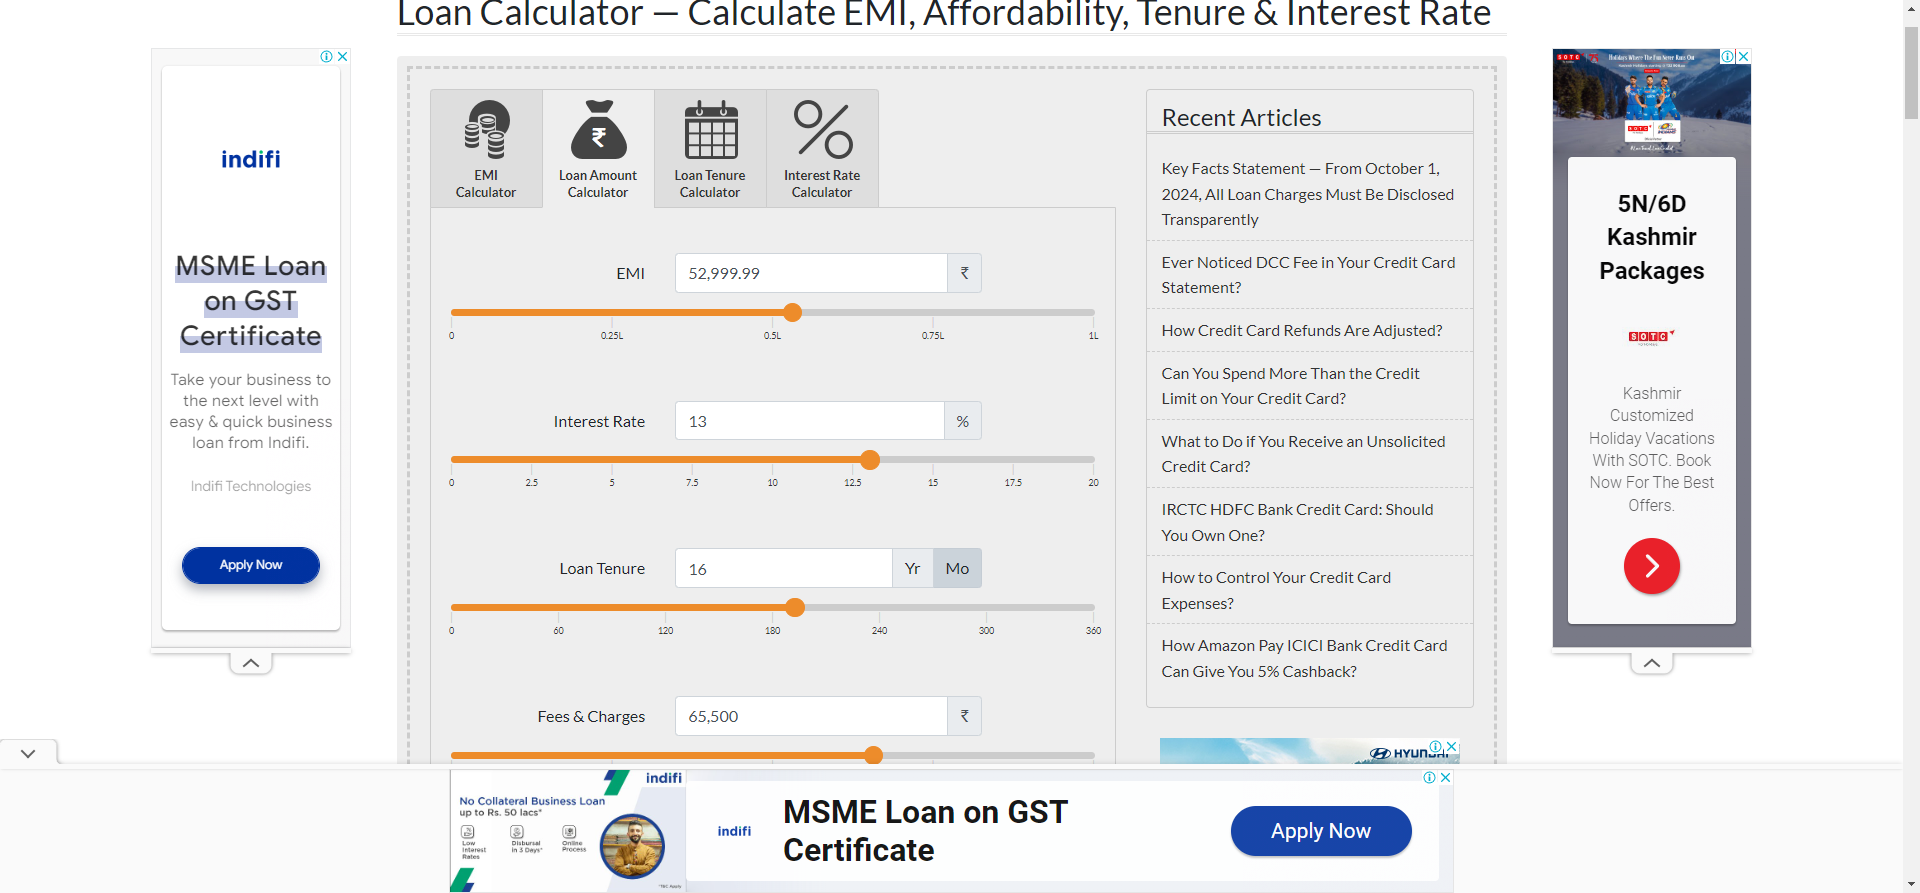 Loan Calculator — Calculate EMI, Affordability, Tenure & Interest Rate
indifi
MSME Loan
on GST
Certificate
Take your business to
the next level with
easy & quick business
loan from Indifi.
Indifi Technologies
Apply Now
EMI
Calculator
Loan Amount
Calculator
Loan Tenure
Calculator
Interest Rate
Calculator
EMI
52,999.99
₹
0
0.25L
0.5L
0.75L
1L
Interest Rate
13
%
0
2.5
5
7.5
10
12.5
15
17.5
20
Loan Tenure
16
Yr
Mo
0
60
120
180
240
300
360
Fees & Charges
65,500
₹
Recent Articles
Key Facts Statement — From October 1,
2024, All Loan Charges Must Be Disclosed
Transparently
Ever Noticed DCC Fee in Your Credit Card
Statement?
How Credit Card Refunds Are Adjusted?
Can You Spend More Than the Credit
Limit on Your Credit Card?
What to Do if You Receive an Unsolicited
Credit Card?
IRCTC HDFC Bank Credit Card: Should
You Own One?
How to Control Your Credit Card
Expenses?
How Amazon Pay ICICI Bank Credit Card
Can Give You 5% Cashback?
HYUNDAI
SOTC
Holidays Where The Fun Never Runs Out
SOTC
5N/6D
Kashmir
Packages
SOTC
Kashmir
Customized
Holiday Vacations
With SOTC. Book
Now For The Best
Offers.
indifi
No Collateral Business Loan
up to Rs. 50 lacs*
Low
Interest
Rates
Disbursal
in 3 Days*
Online
Process
*T&C Apply
indifi
MSME Loan on GST
Certificate
Apply Now